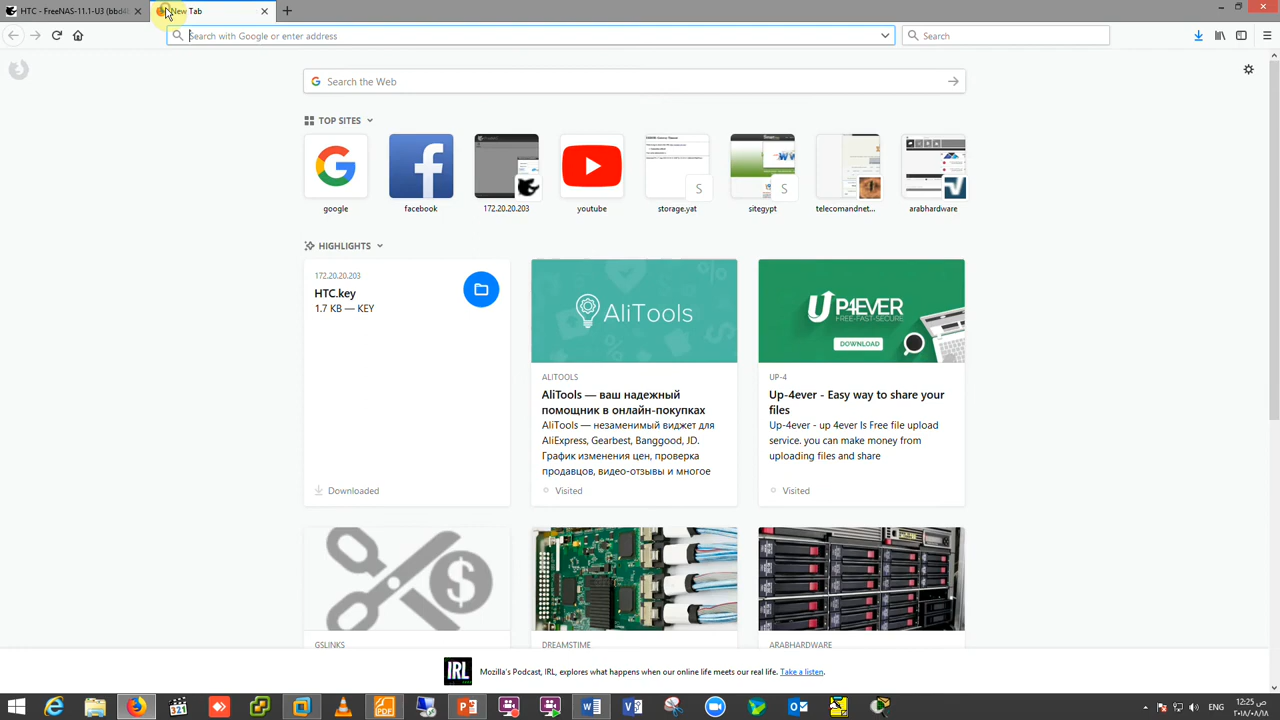 HTC - FreeNAS-11.1-U3 (bbd4b
New Tab
Search with Google or enter address
Search
Search the Web
TOP SITES
google
facebook
172.20.20.203
youtube
storage.yat
sitegypt
telecomandnet...
arabhardware
HIGHLIGHTS
172.20.20.203
HTC.key
1.7 KB — KEY
Downloaded
AliTools
ALITOOLS
AliTools — ваш надежный
помощник в онлайн-покупках
AliTools — незаменимый виджет для
AliExpress, Gearbest, Banggood, JD.
График изменения цен, проверка
продавцов, видео-отзывы и многое
Visited
UP4EVER
FREE-FAST-SECURE
DOWNLOAD
UP-4
Up-4ever - Easy way to share your
files
Up-4ever - up 4ever Is Free file upload
service. you can make money from
uploading files and share
Visited
GSLINKS
DREAMSTIME
ARABHARDWARE
IRL
Mozilla's Podcast, IRL, explores what happens when our online life meets our real life. Take a listen.
ENG
12:25 ص
٢٠١٨/٠٨/١٨